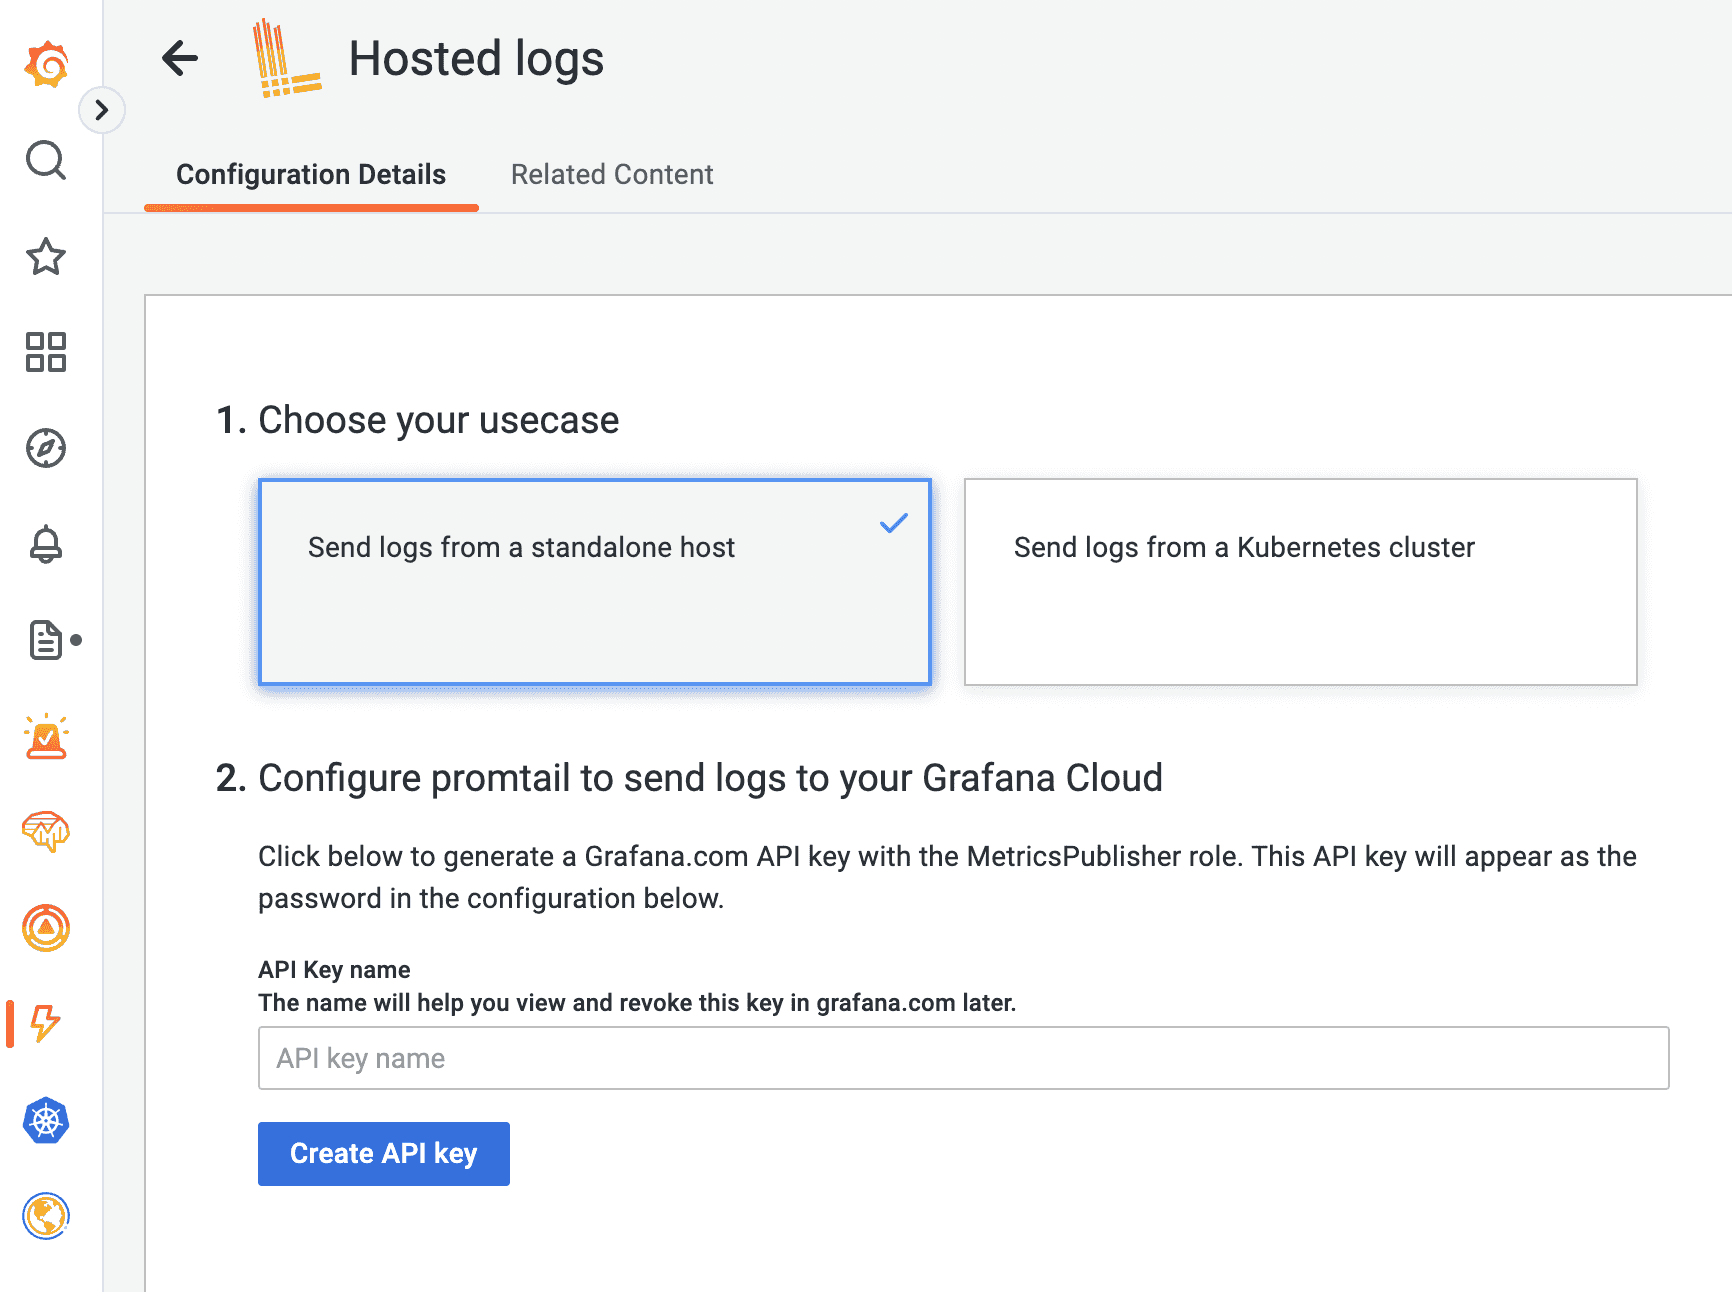 Hosted logs
Configuration Details
Related Content
1. Choose your usecase
Send logs from a standalone host
Send logs from a Kubernetes cluster
2. Configure promtail to send logs to your Grafana Cloud
Click below to generate a Grafana.com API key with the MetricsPublisher role. This API key will appear as the
password in the configuration below.
API Key name
The name will help you view and revoke this key in grafana.com later.
API key name
Create API key